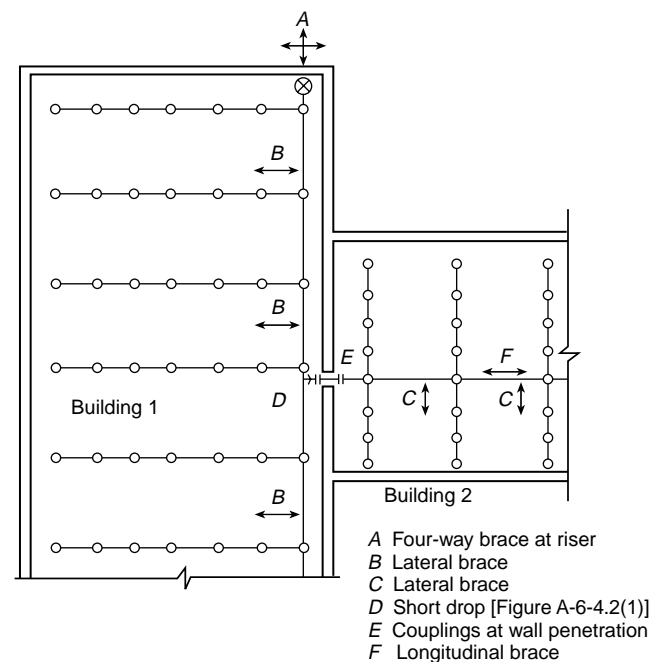 A
B
B
E
F
C
C
D
Building 1
B
Building 2
A Four-way brace at riser
B Lateral brace
C Lateral brace
D Short drop [Figure A-6-4.2(1)]
E Couplings at wall penetration
F Longitudinal brace